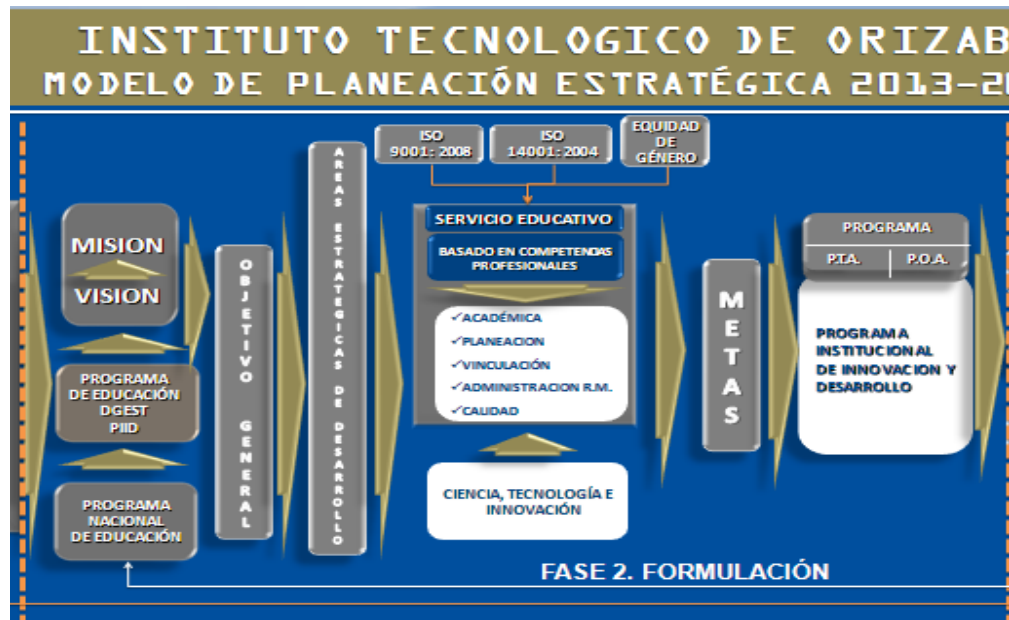 INSTITUTO TECNOLOGICO DE ORIZAB
MODELO DE PLANEACIÓN ESTRATÉGICA 2013-2
MISION
VISION
PROGRAMA
DE EDUCACIÓN
DGEST
PIID
PROGRAMA
NACIONAL
DE EDUCACIÓN
OBJETIVO GENERAL
AREAS ESTRATEGICAS DE DESARROLLO
ISO
9001: 2008
ISO
14001: 2004
EQUIDAD
DE
GÉNERO
SERVICIO EDUCATIVO
BASADO EN COMPETENCIAS
PROFESIONALES
✓ACADÉMICA
✓PLANEACION
✓VINCULACIÓN
✓ADMINISTRACION R.M.
✓CALIDAD
CIENCIA, TECNOLOGÍA E
INNOVACIÓN
METAS
PROGRAMA
P.T.A. P.O.A.
PROGRAMA
INSTITUCIONAL
DE INNOVACION Y
DESARROLLO
FASE 2. FORMULACIÓN